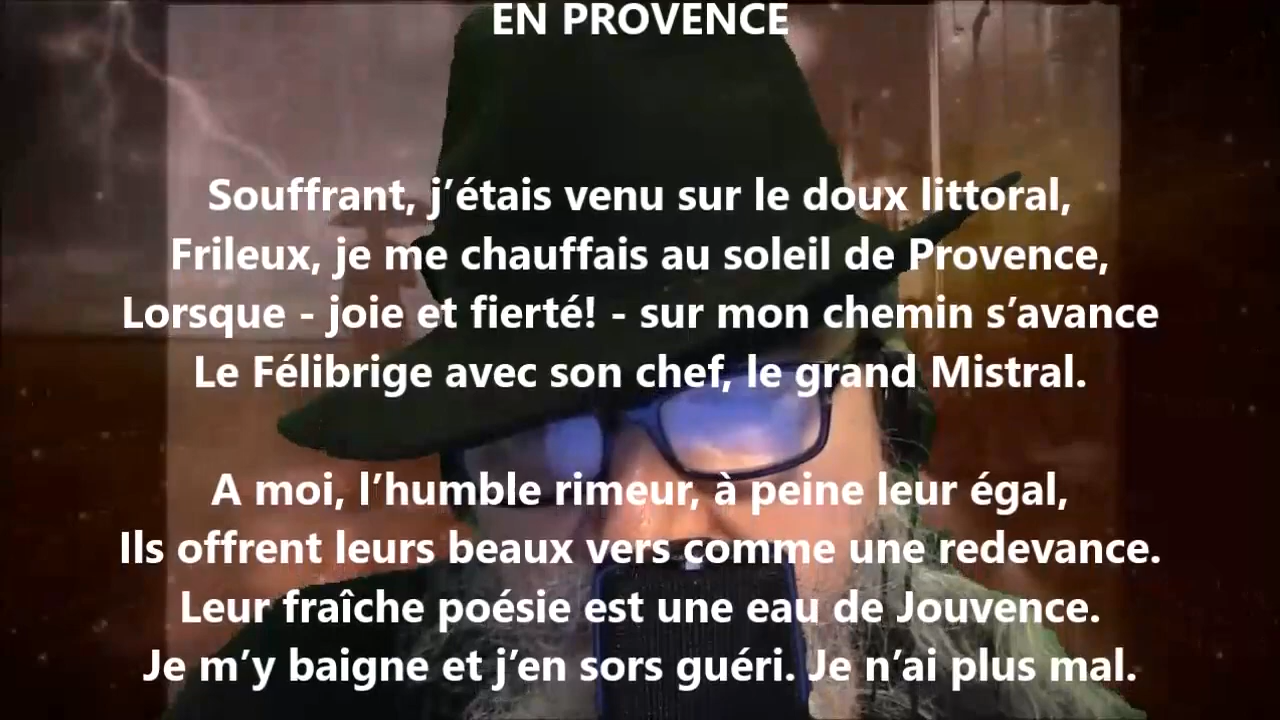 EN PROVENCE
Souffrant, j’étais venu sur le doux littoral,
Frileux, je me chauffais au soleil de Provence,
Lorsque - joie et fierté! - sur mon chemin s’avance
Le Félibrige avec son chef, le grand Mistral.
A moi, l’humble rimeur, à peine leur égal,
Ils offrent leurs beaux vers comme une redevance.
Leur fraîche poésie est une eau de Jouvence.
Je m’y baigne et j’en sors guéri. Je n’ai plus mal.